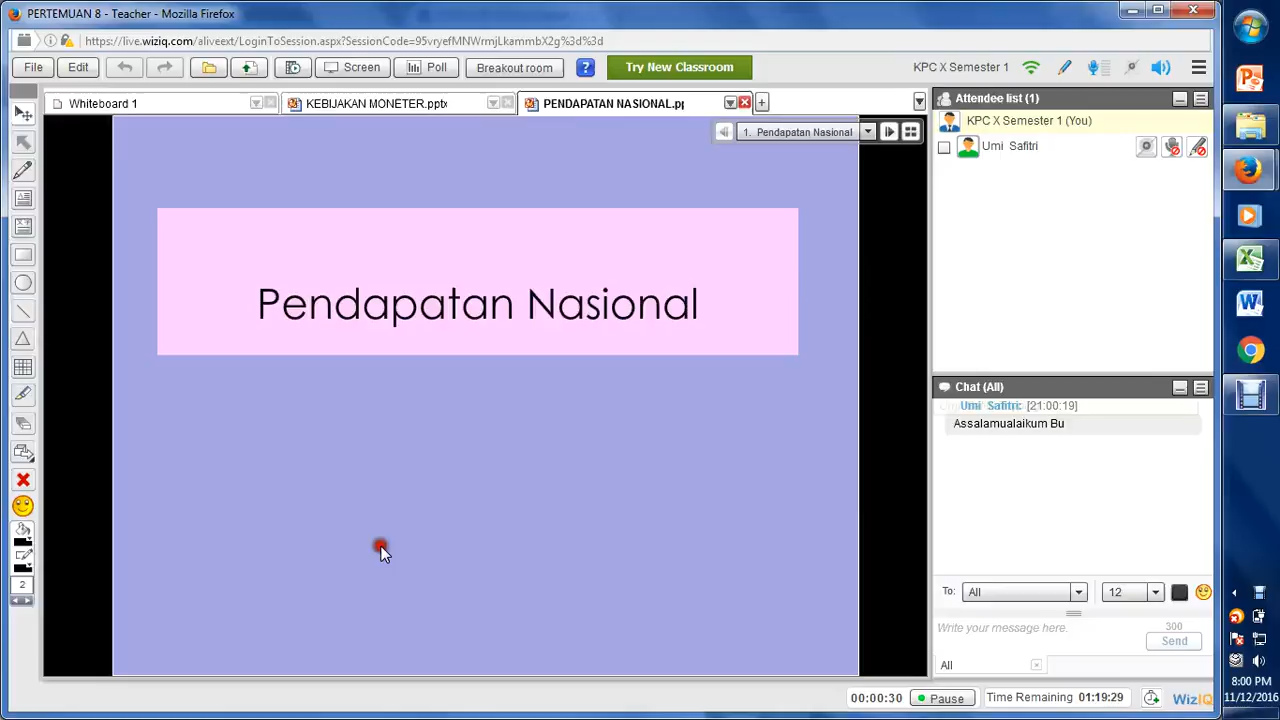 PERTEMUAN 8 - Teacher - Mozilla Firefox
https://live.wiziq.com/aliveext/LoginToSession.aspx?SessionCode=95vryefMNWrmjLkammbX2g%3d%3d
File
Edit
Screen
Poll
Breakout room
?
Try New Classroom
KPC X Semester 1
Whiteboard 1
KEBIJAKAN MONETER.pptx
PENDAPATAN NASIONAL.pp
Attendee list (1)
1. Pendapatan Nasional
KPC X Semester 1 (You)
Umi Safitri
Pendapatan Nasional
Chat (All)
Umi Safitri: [21:00:19]
Assalamualaikum Bu
2
To:
All
12
Write your message here.
300
Send
All
00:00:30
Pause
Time Remaining 01:19:29
WizIQ
8:00 PM
11/12/2016